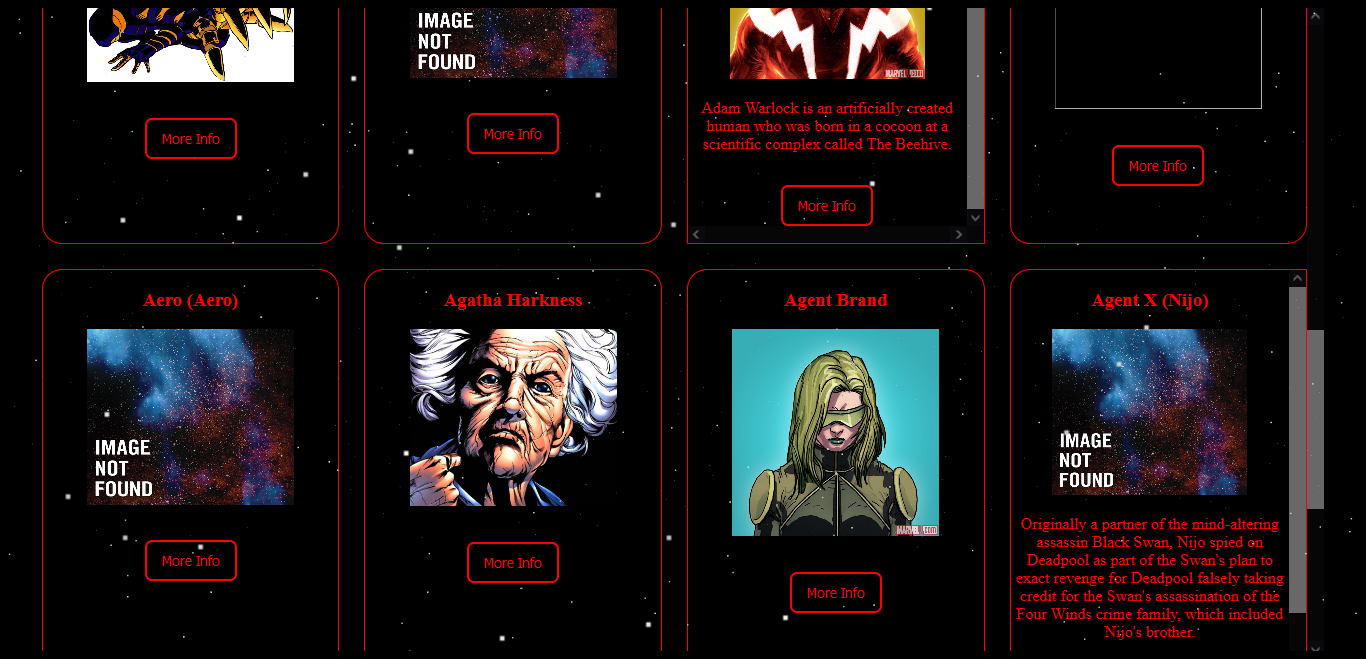 IMAGE
NOT
FOUND
More Info
More Info
Adam Warlock is an artificially created
human who was born in a cocoon at a
scientific complex called The Beehive.
More Info
More Info
Aero (Aero)
IMAGE
NOT
FOUND
More Info
Agatha Harkness
More Info
Agent Brand
More Info
Agent X (Nijo)
IMAGE
NOT
FOUND
Originally a partner of the mind-altering
assassin Black Swan, Nijo spied on
Deadpool as part of the Swan's plan to
exact revenge for Deadpool falsely taking
credit for the Swan's assassination of the
Four Winds crime family, which included
Nijo's brother.